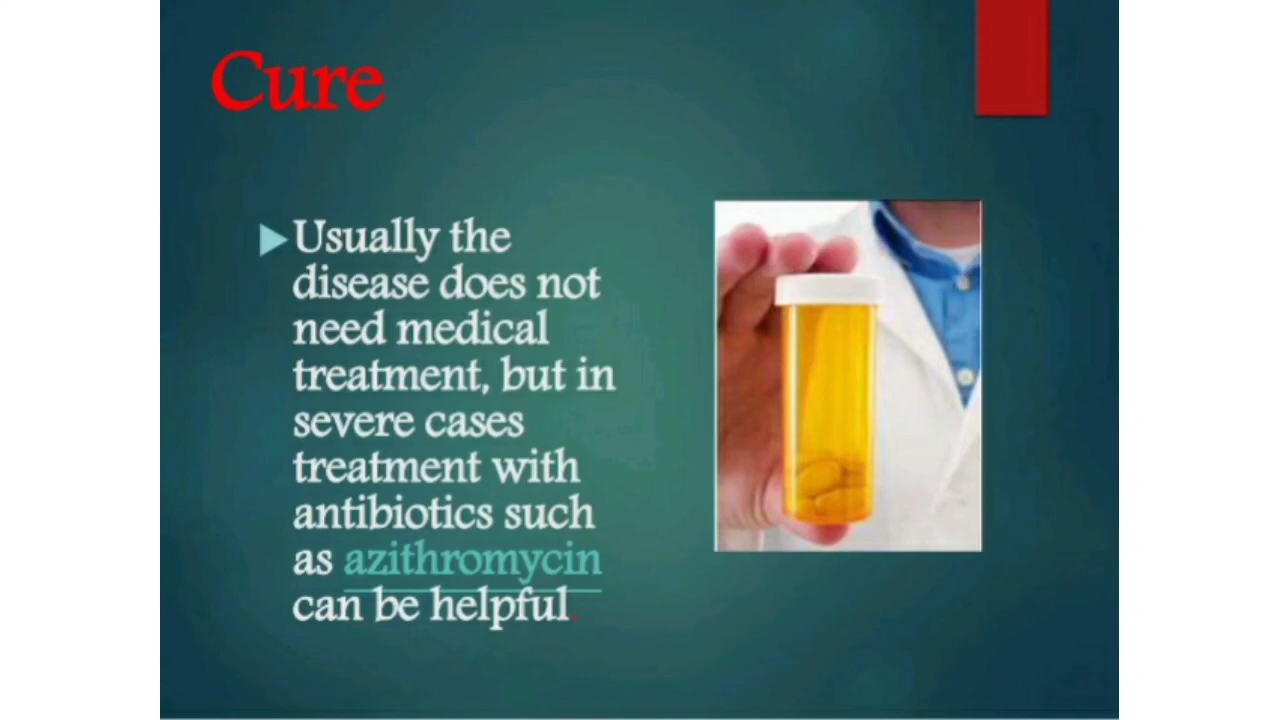 Cure
Usually the
disease does not
need medical
treatment, but in
severe cases
treatment with
antibiotics such
as azithromycin
can be helpful.